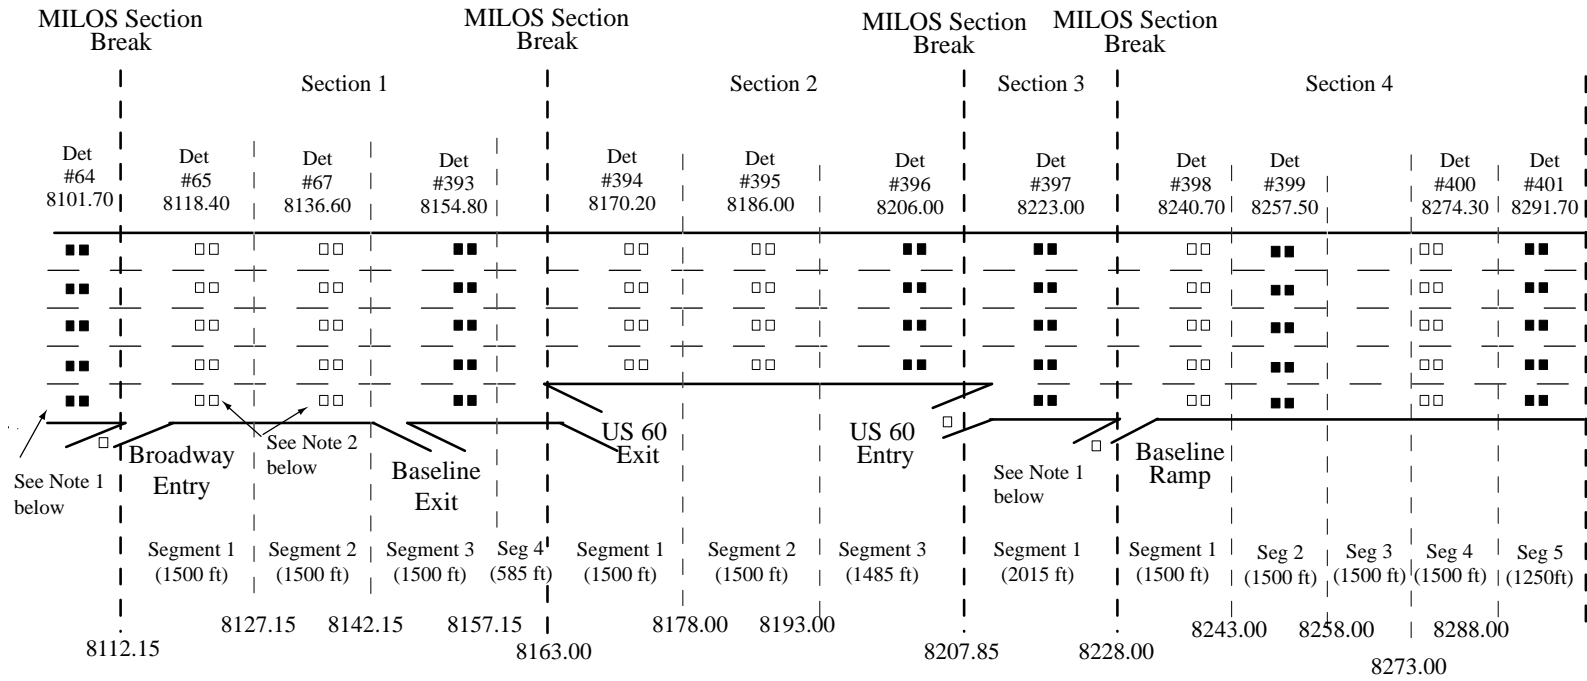 MILOS Section
Break
MILOS Section
Break
MILOS Section
Break
MILOS Section
Break
Section 1
Section 2
Section 3
Section 4
Det
#64
8101.70
Det
#65
8118.40
Det
#67
8136.60
Det
#393
8154.80
Det
#394
8170.20
Det
#395
8186.00
Det
#396
8206.00
Det
#397
8223.00
Det
#398
8240.70
Det
#399
8257.50
Det
#400
8274.30
Det
#401
8291.70
See Note 1
below
Broadway
Entry
See Note 2
below
Baseline
Exit
US 60
Exit
US 60
Entry
See Note 1
below
Baseline
Ramp
Segment 1
(1500 ft)
Segment 2
(1500 ft)
Segment 3
(1500 ft)
Seg 4
(585 ft)
Segment 1
(1500 ft)
Segment 2
(1500 ft)
Segment 3
(1485 ft)
Segment 1
(2015 ft)
Segment 1
(1500 ft)
Seg 2
(1500 ft)
Seg 3
(1500 ft)
Seg 4
(1500 ft)
Seg 5
(1250ft)
8112.15
8127.15
8142.15
8157.15
8163.00
8178.00
8193.00
8207.85
8228.00
8243.00
8258.00
8273.00
8288.00